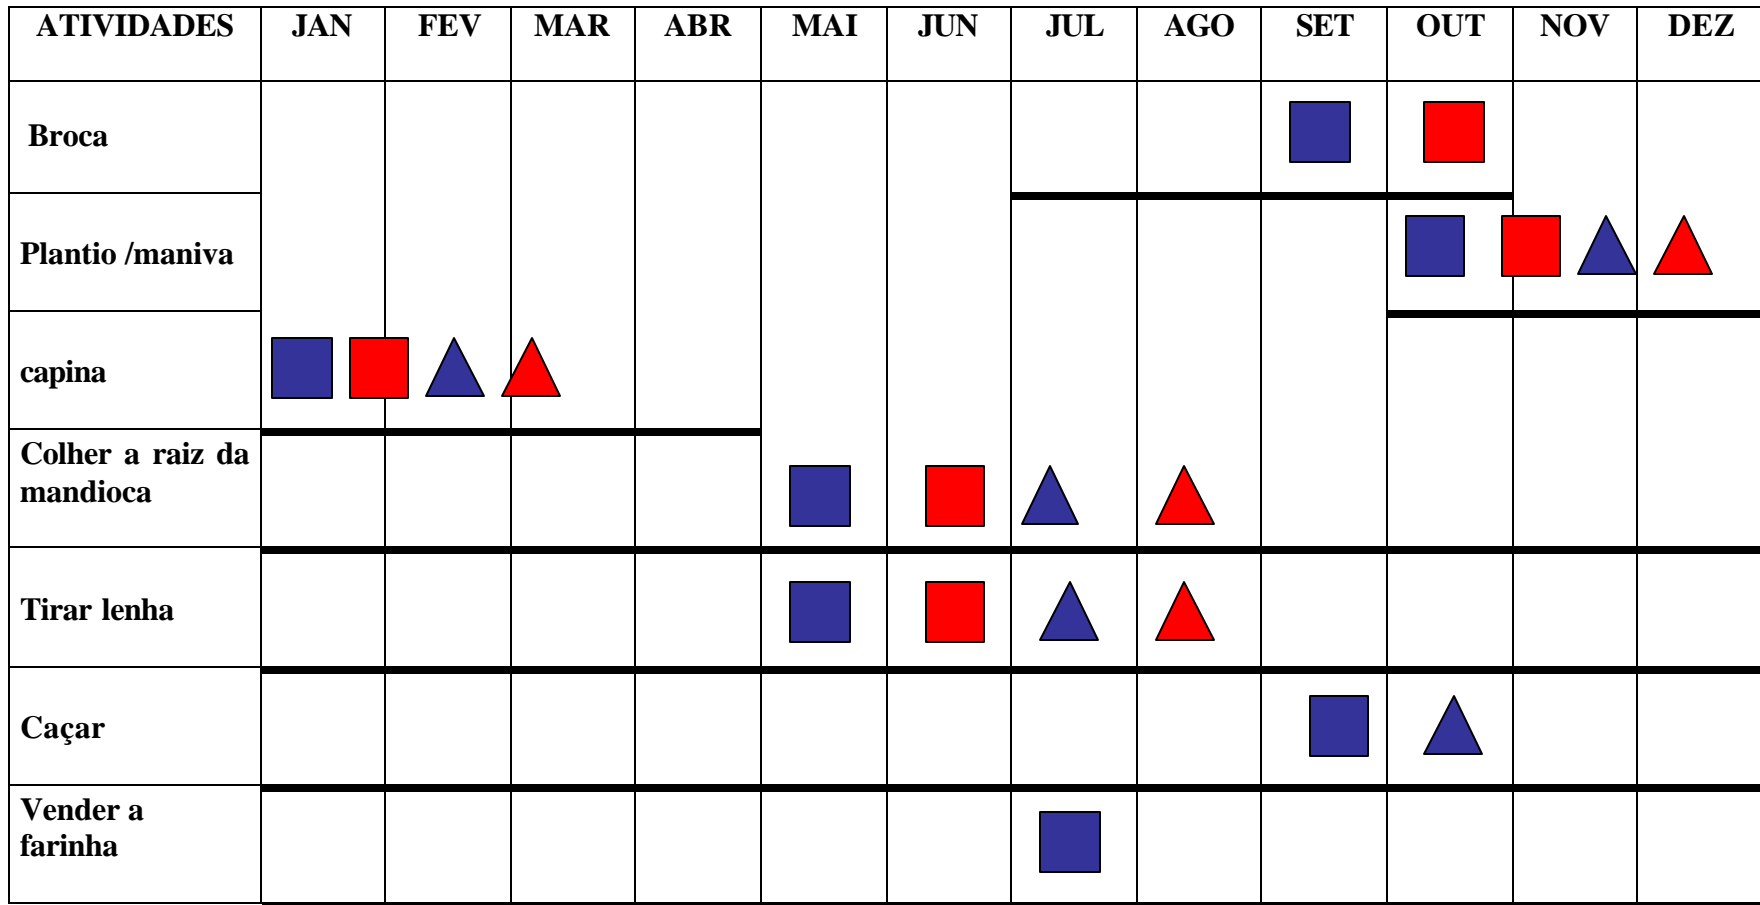 ATIVIDADES JAN FEV MAR ABR MAI JUN JUL AGO SET OUT NOV DEZ
Broca
Plantio /maniva
capina
Colher a raiz da
mandioca
Tirar lenha
Caçar
Vender a
farinha